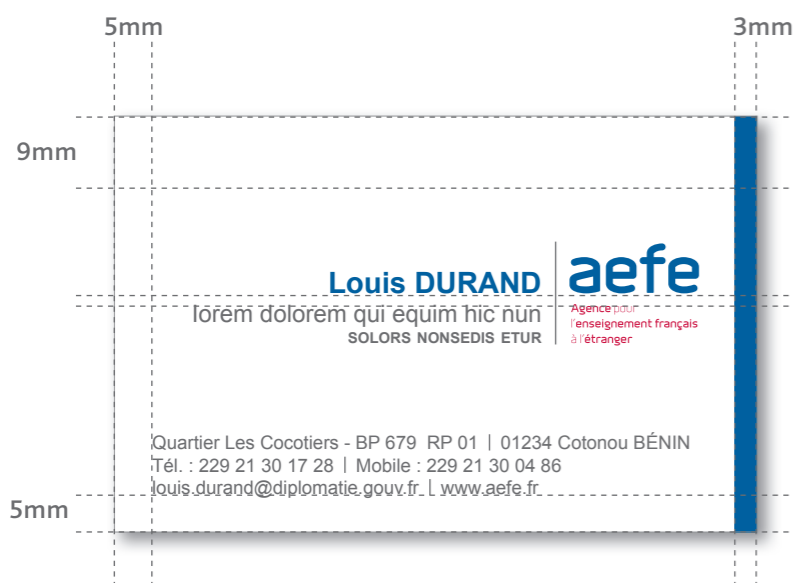 5mm 3mm
9mm
Louis DURAND
lorem dolorem qui equim hic nun
SOLORS NONSEDIS ETUR
aefe
Agence pour
l'enseignement français
à l'étranger
Quartier Les Cocotiers - BP 679 RP 01 | 01234 Cotonou BÉNIN
Tél. : 229 21 30 17 28 | Mobile : 229 21 30 04 86
louis.durand@diplomatie.gouv.fr | www.aefe.fr
5mm